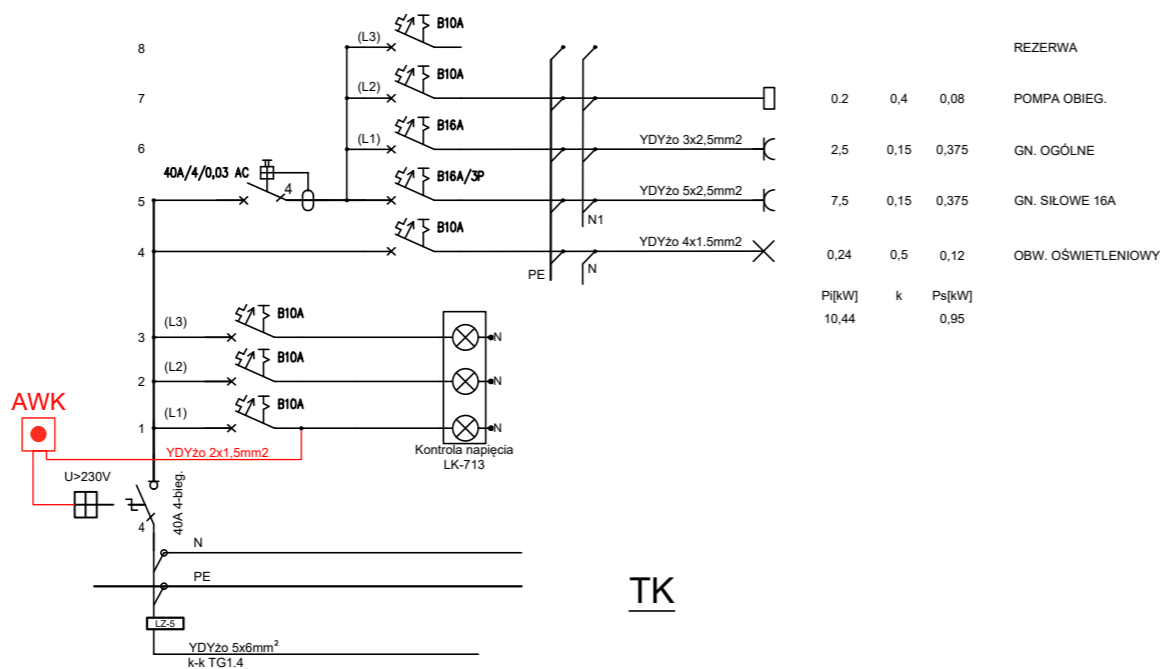 8 (L3) B10A REZERWA
7 (L2) B10A 0.2 0,4 0,08 POMPA OBIEG.
6 (L1) B16A YDYżo 3x2,5mm2 2,5 0,15 0,375 GN. OGÓLNE
40A/4/0,03 AC 4 B16A/3P
5 YDYżo 5x2,5mm2 7,5 0,15 0,375 GN. SIŁOWE 16A
N1
4 B10A YDYżo 4x1.5mm2 0,24 0,5 0,12 OBW. OŚWIETLENIOWY
PE N
Pi[kW] k Ps[kW]
10,44 0,95
3 (L3) B10A N
2 (L2) B10A N
1 (L1) B10A N
AWK
YDYżo 2x1,5mm2
Kontrola napięcia
LK-713
U>230V
40A 4-bieg.
4
N
PE
TK
LZ-5
YDYżo 5x6mm²
k-k TG1.4